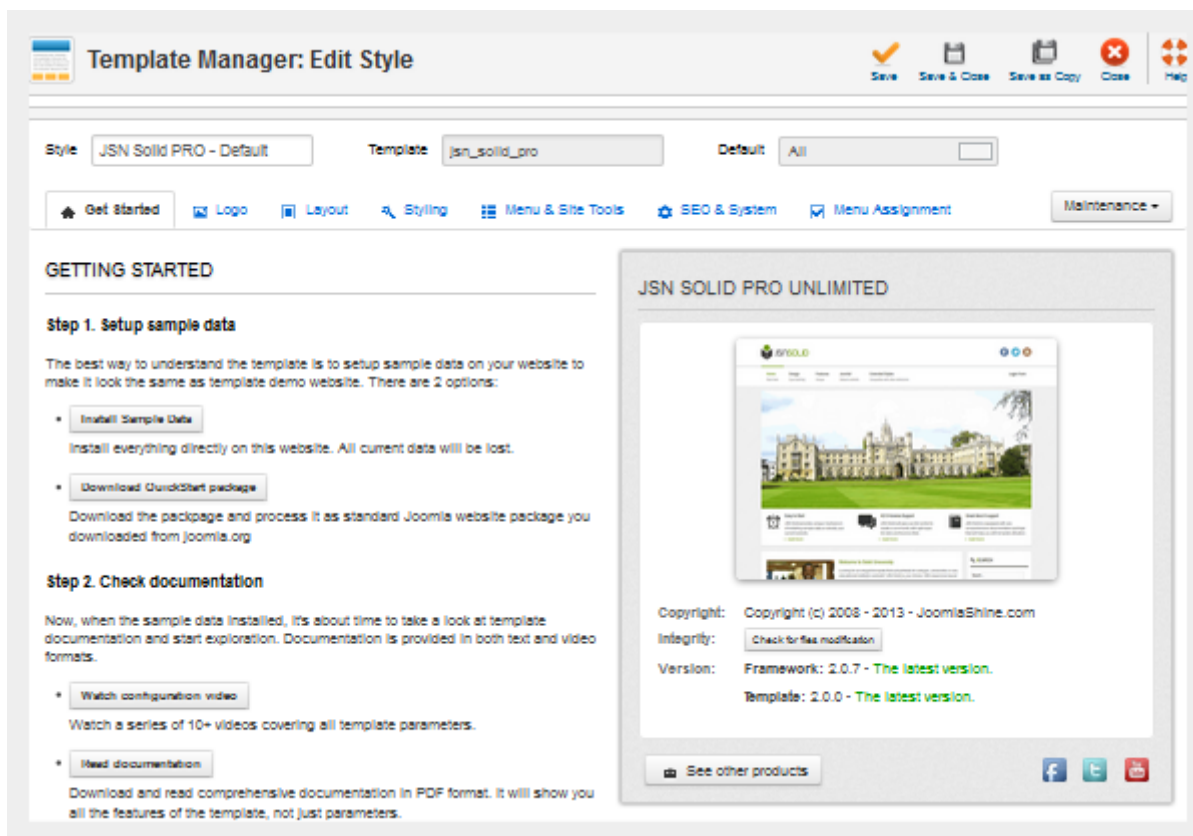 Template Manager: Edit Style
Save Save & Close Save as Copy Close Help
Style JSN Solid PRO - Default Template jsn_solid_pro Default All
Get Started Logo Layout Styling Menu & Site Tools SEO & System Menu Assignment Maintenance
GETTING STARTED
Step 1. Setup sample data
The best way to understand the template is to setup sample data on your website to
make it look the same as template demo website. There are 2 options:
Install Sample Data
Install everything directly on this website. All current data will be lost.
Download QuickStart package
Download the packpage and process it as standard Joomla website package you
downloaded from joomla.org
Step 2. Check documentation
Now, when the sample data installed, it's about time to take a look at template
documentation and start exploration. Documentation is provided in both text and video
formats.
Watch configuration video
Watch a series of 10+ videos covering all template parameters.
Read documentation
Download and read comprehensive documentation in PDF format. It will show you
all the features of the template, not just parameters.
JSN SOLID PRO UNLIMITED
JSNSOLID
Copyright: Copyright (c) 2008 - 2013 - JoomlaShine.com
Integrity: Check for files modification
Version: Framework: 2.0.7 - The latest version.
Template: 2.0.0 - The latest version.
See other products